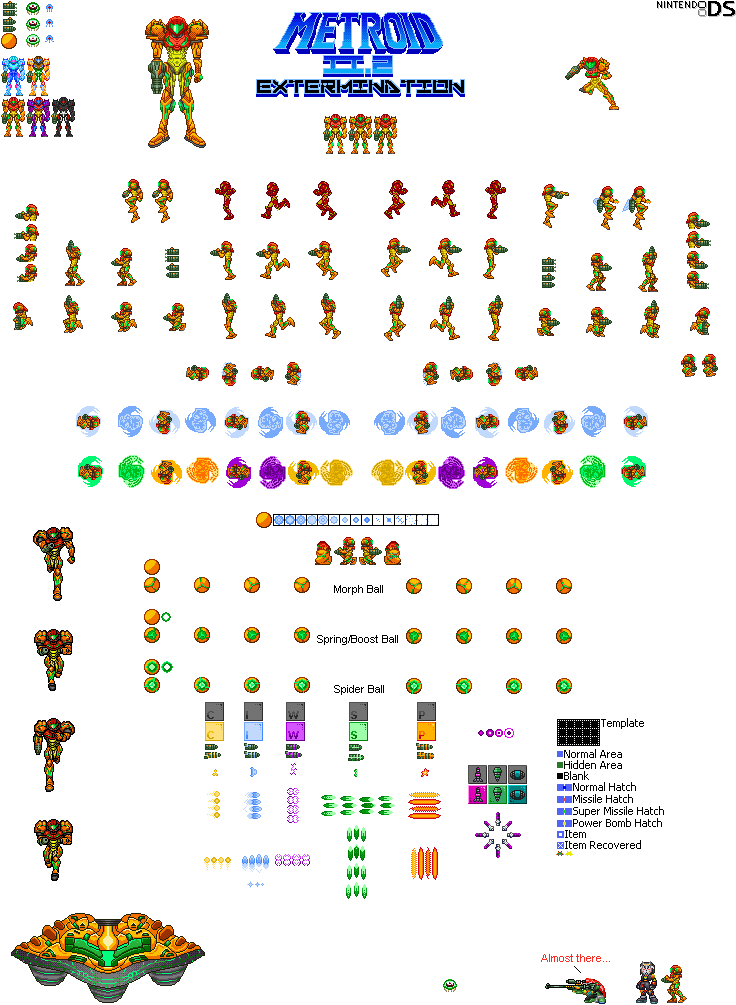 NINTENDO DS
METROID
II.2
EXTERMINATION
Morph Ball
Spring/Boost Ball
Spider Ball
C I W S P
C I W S P
Template
Normal Area
Hidden Area
Blank
Normal Hatch
Missile Hatch
Super Missile Hatch
Power Bomb Hatch
Item
Item Recovered
Almost there...